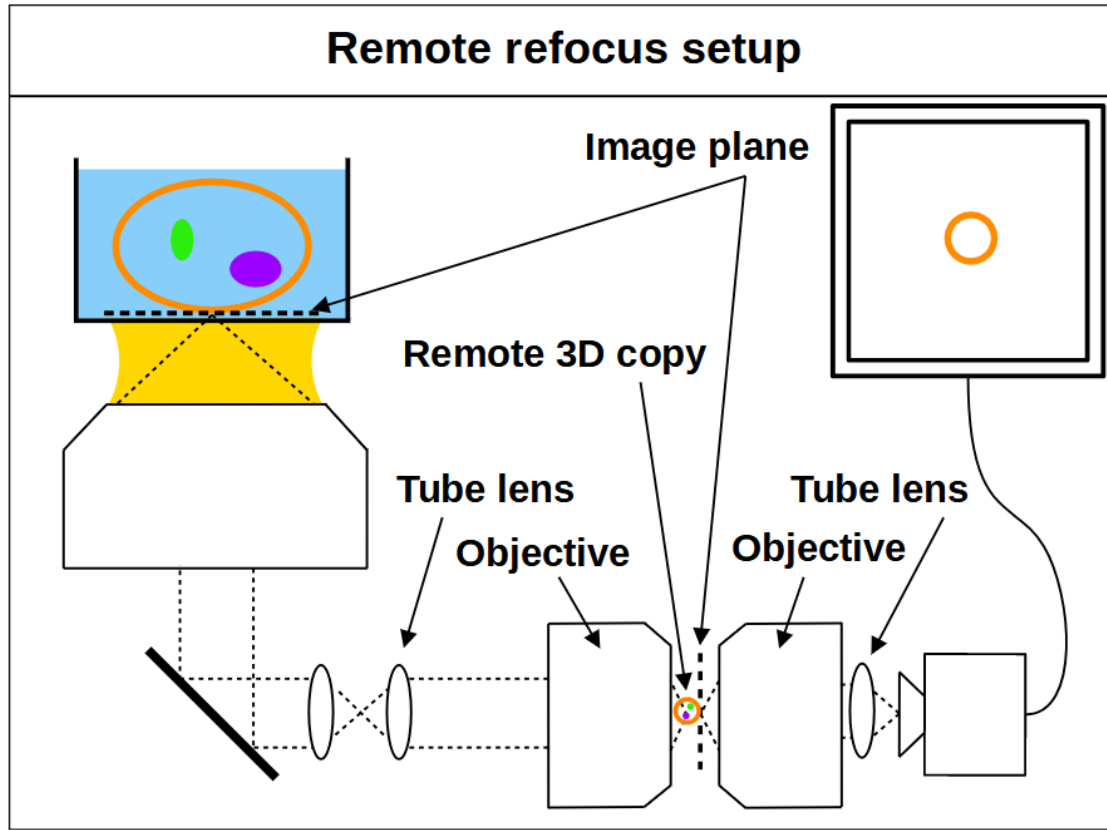 Remote refocus setup
Image plane
Remote 3D copy
Tube lens
Tube lens
Objective
Objective